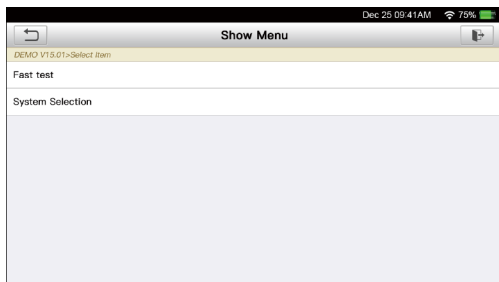 Dec 25 09:41AM 75%
Show Menu
DEMO V15.01>Select Item
Fast test
System Selection